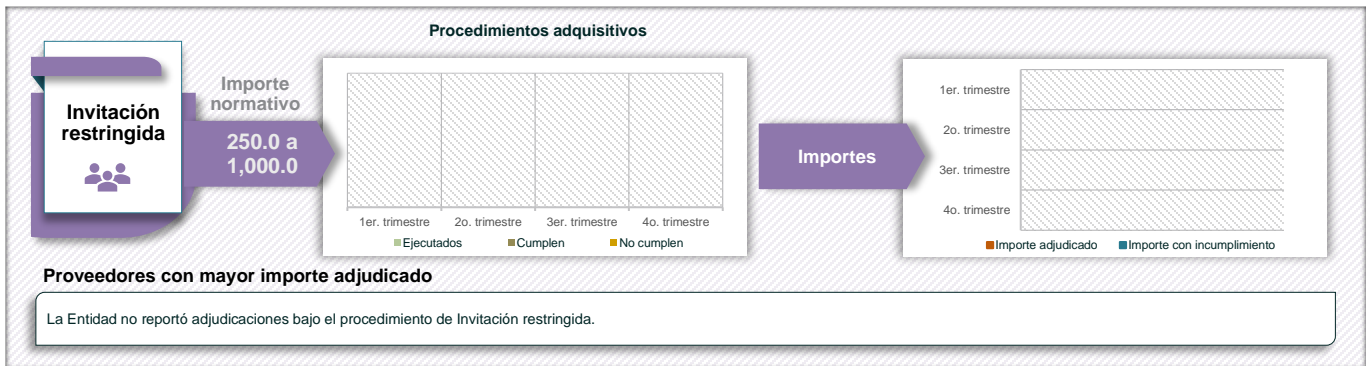 Procedimientos adquisitivos
Invitación
restringida
Importe
normativo
250.0 a
1,000.0
1er. trimestre
2o. trimestre
3er. trimestre
4o. trimestre
Ejecutados
Cumplen
No cumplen
Importes
1er. trimestre
2o. trimestre
3er. trimestre
4o. trimestre
Importe adjudicado
Importe con incumplimiento
Proveedores con mayor importe adjudicado
La Entidad no reportó adjudicaciones bajo el procedimiento de Invitación restringida.